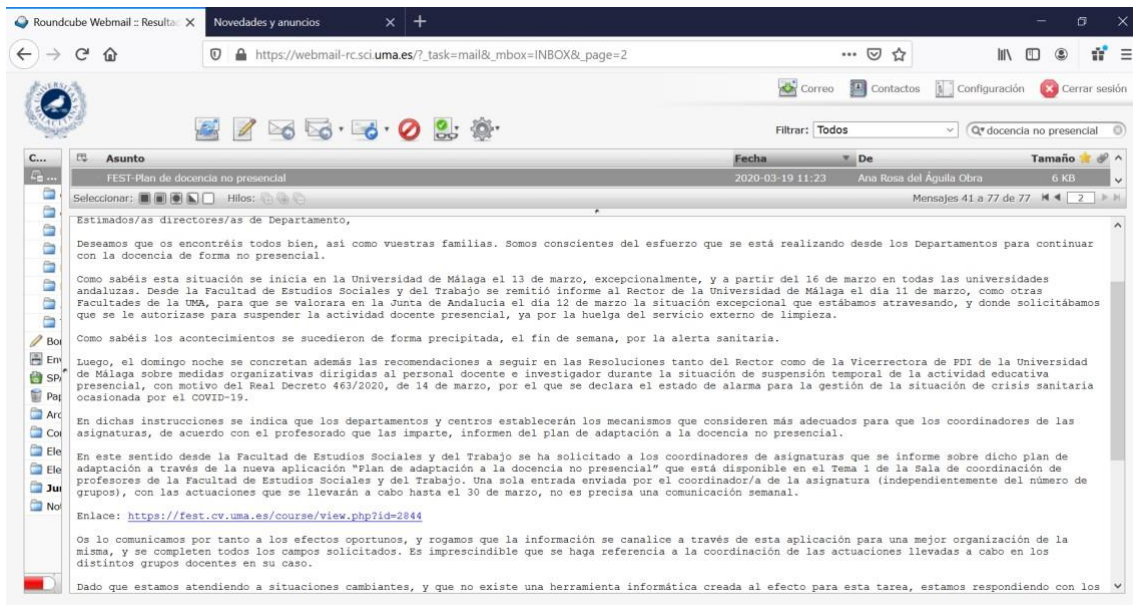 Roundcube Webmail :: Resultad
Novedades y anuncios
https://webmail-rc.sci.uma.es/?_task=mail&_mbox=INBOX&_page=2
Correo Contactos Configuración Cerrar sesión
Filtrar: Todos docencia no presencial
C... Asunto Fecha De Tamaño
FEST-Plan de docencia no presencial 2020-03-19 11:23 Ana Rosa del Águila Obra 6 KB
Seleccionar: Hilos: Mensajes 41 a 77 de 77 2
Estimados/as directores/as de Departamento,
Deseamos que os encontréis todos bien, así como vuestras familias. Somos conscientes del esfuerzo que se está realizando desde los Departamentos para continuar
con la docencia de forma no presencial.
Como sabéis esta situación se inicia en la Universidad de Málaga el 13 de marzo, excepcionalmente, y a partir del 16 de marzo en todas las universidades
andaluzas. Desde la Facultad de Estudios Sociales y del Trabajo se remitió informe al Rector de la Universidad de Málaga el día 11 de marzo, como otras
Facultades de la UMA, para que se valorara en la Junta de Andalucía el día 12 de marzo la situación excepcional que estábamos atravesando, y donde solicitábamos
que se le autorizase para suspender la actividad docente presencial, ya por la huelga del servicio externo de limpieza.
Como sabéis los acontecimientos se sucedieron de forma precipitada, el fin de semana, por la alerta sanitaria.
Luego, el domingo noche se concretan además las recomendaciones a seguir en las Resoluciones tanto del Rector como de la Vicerrectora de PDI de la Universidad
de Málaga sobre medidas organizativas dirigidas al personal docente e investigador durante la situación de suspensión temporal de la actividad educativa
presencial, con motivo del Real Decreto 463/2020, de 14 de marzo, por el que se declara el estado de alarma para la gestión de la situación de crisis sanitaria
ocasionada por el COVID-19.
En dichas instrucciones se indica que los departamentos y centros establecerán los mecanismos que consideren más adecuados para que los coordinadores de las
asignaturas, de acuerdo con el profesorado que las imparte, informen del plan de adaptación a la docencia no presencial.
En este sentido desde la Facultad de Estudios Sociales y del Trabajo se ha solicitado a los coordinadores de asignaturas que se informe sobre dicho plan de
adaptación a través de la nueva aplicación "Plan de adaptación a la docencia no presencial" que está disponible en el Tema 1 de la Sala de coordinación de
profesores de la Facultad de Estudios Sociales y del Trabajo. Una sola entrada enviada por el coordinador/a de la asignatura (independientemente del número de
grupos), con las actuaciones que se llevarán a cabo hasta el 30 de marzo, no es precisa una comunicación semanal.
Enlace: https://fest.cv.uma.es/course/view.php?id=2844
Os lo comunicamos por tanto a los efectos oportunos, y rogamos que la información se canalice a través de esta aplicación para una mejor organización de la
misma, y se completen todos los campos solicitados. Es imprescindible que se haga referencia a la coordinación de las actuaciones llevadas a cabo en los
distintos grupos docentes en su caso.
Dado que estamos atendiendo a situaciones cambiantes, y que no existe una herramienta informática creada al efecto para esta tarea, estamos respondiendo con los
Bor
Env
SPA
Pap
Arc
Cor
Ele
Ele
Jun
Not